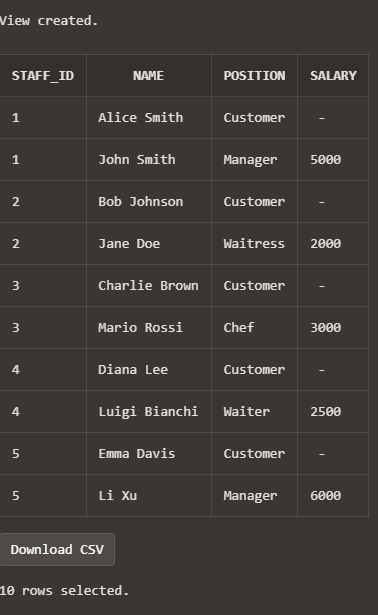 View created.
STAFF_ID NAME POSITION SALARY
1 Alice Smith Customer -
1 John Smith Manager 5000
2 Bob Johnson Customer -
2 Jane Doe Waitress 2000
3 Charlie Brown Customer -
3 Mario Rossi Chef 3000
4 Diana Lee Customer -
4 Luigi Bianchi Waiter 2500
5 Emma Davis Customer -
5 Li Xu Manager 6000
Download CSV
10 rows selected.